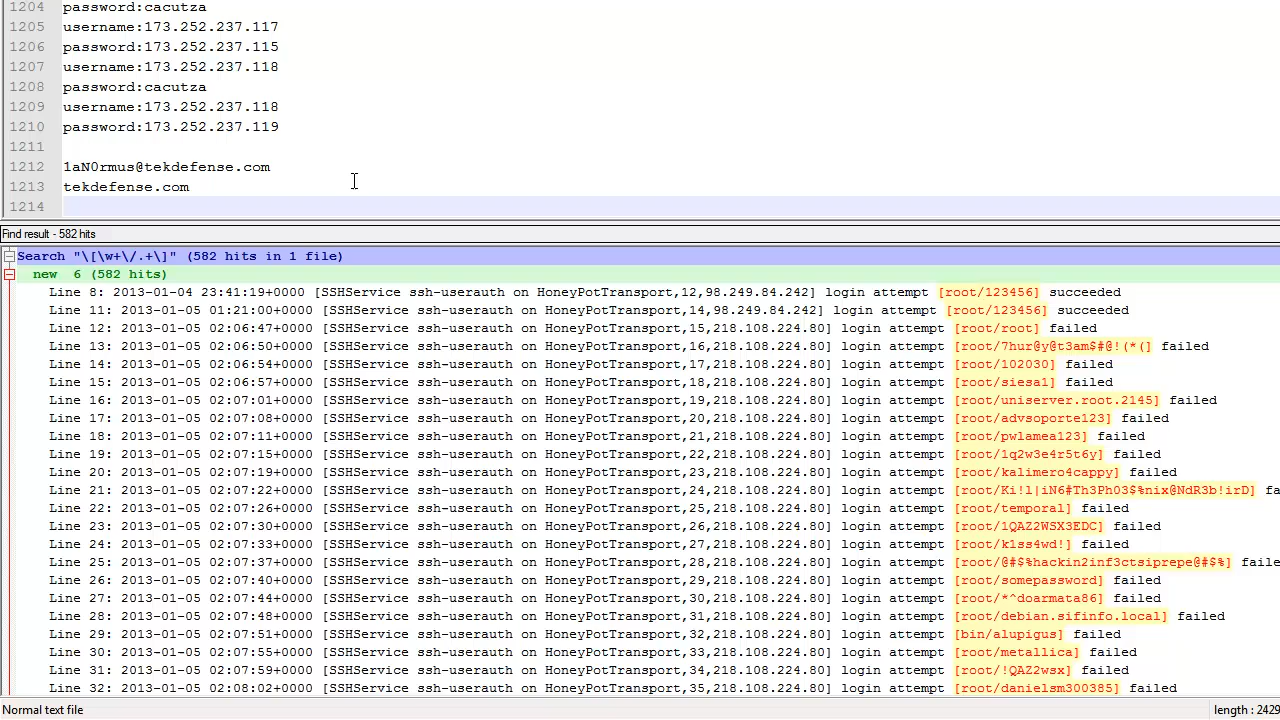 1204 password:cacutza
1205 username:173.252.237.117
1206 password:173.252.237.115
1207 username:173.252.237.118
1208 password:cacutza
1209 username:173.252.237.118
1210 password:173.252.237.119
1211
1212 1aN0rmus@tekdefense.com
1213 tekdefense.com
1214
Find result - 582 hits
Search "\[\w+\/.+\]" (582 hits in 1 file)
new 6 (582 hits)
Line 8: 2013-01-04 23:41:19+0000 [SSHService ssh-userauth on HoneyPotTransport,12,98.249.84.242] login attempt [root/123456] succeeded
Line 11: 2013-01-05 01:21:00+0000 [SSHService ssh-userauth on HoneyPotTransport,14,98.249.84.242] login attempt [root/123456] succeeded
Line 12: 2013-01-05 02:06:47+0000 [SSHService ssh-userauth on HoneyPotTransport,15,218.108.224.80] login attempt [root/root] failed
Line 13: 2013-01-05 02:06:50+0000 [SSHService ssh-userauth on HoneyPotTransport,16,218.108.224.80] login attempt [root/7hur@y@t3am$#@!(*(] failed
Line 14: 2013-01-05 02:06:54+0000 [SSHService ssh-userauth on HoneyPotTransport,17,218.108.224.80] login attempt [root/102030] failed
Line 15: 2013-01-05 02:06:57+0000 [SSHService ssh-userauth on HoneyPotTransport,18,218.108.224.80] login attempt [root/siesa1] failed
Line 16: 2013-01-05 02:07:01+0000 [SSHService ssh-userauth on HoneyPotTransport,19,218.108.224.80] login attempt [root/uniserver.root.2145] failed
Line 17: 2013-01-05 02:07:08+0000 [SSHService ssh-userauth on HoneyPotTransport,20,218.108.224.80] login attempt [root/advsoporte123] failed
Line 18: 2013-01-05 02:07:11+0000 [SSHService ssh-userauth on HoneyPotTransport,21,218.108.224.80] login attempt [root/pwlamea123] failed
Line 19: 2013-01-05 02:07:15+0000 [SSHService ssh-userauth on HoneyPotTransport,22,218.108.224.80] login attempt [root/1q2w3e4r5t6y] failed
Line 20: 2013-01-05 02:07:19+0000 [SSHService ssh-userauth on HoneyPotTransport,23,218.108.224.80] login attempt [root/kalimero4cappy] failed
Line 21: 2013-01-05 02:07:22+0000 [SSHService ssh-userauth on HoneyPotTransport,24,218.108.224.80] login attempt [root/Ki!l|iN6#Th3Ph03$%nix@NdR3b!irD] fa
Line 22: 2013-01-05 02:07:26+0000 [SSHService ssh-userauth on HoneyPotTransport,25,218.108.224.80] login attempt [root/temporal] failed
Line 23: 2013-01-05 02:07:30+0000 [SSHService ssh-userauth on HoneyPotTransport,26,218.108.224.80] login attempt [root/1QAZ2WSX3EDC] failed
Line 24: 2013-01-05 02:07:33+0000 [SSHService ssh-userauth on HoneyPotTransport,27,218.108.224.80] login attempt [root/k1ss4wd!] failed
Line 25: 2013-01-05 02:07:37+0000 [SSHService ssh-userauth on HoneyPotTransport,28,218.108.224.80] login attempt [root/@#$%hackin2inf3ctsiprepe@#$%] faile
Line 26: 2013-01-05 02:07:40+0000 [SSHService ssh-userauth on HoneyPotTransport,29,218.108.224.80] login attempt [root/somepassword] failed
Line 27: 2013-01-05 02:07:44+0000 [SSHService ssh-userauth on HoneyPotTransport,30,218.108.224.80] login attempt [root/*^doarmata86] failed
Line 28: 2013-01-05 02:07:48+0000 [SSHService ssh-userauth on HoneyPotTransport,31,218.108.224.80] login attempt [root/debian.sifinfo.local] failed
Line 29: 2013-01-05 02:07:51+0000 [SSHService ssh-userauth on HoneyPotTransport,32,218.108.224.80] login attempt [bin/alupigus] failed
Line 30: 2013-01-05 02:07:55+0000 [SSHService ssh-userauth on HoneyPotTransport,33,218.108.224.80] login attempt [root/metallica] failed
Line 31: 2013-01-05 02:07:59+0000 [SSHService ssh-userauth on HoneyPotTransport,34,218.108.224.80] login attempt [root/!QAZ2wsx] failed
Line 32: 2013-01-05 02:08:02+0000 [SSHService ssh-userauth on HoneyPotTransport,35,218.108.224.80] login attempt [root/danielsm300385] failed
Normal text file length : 2429